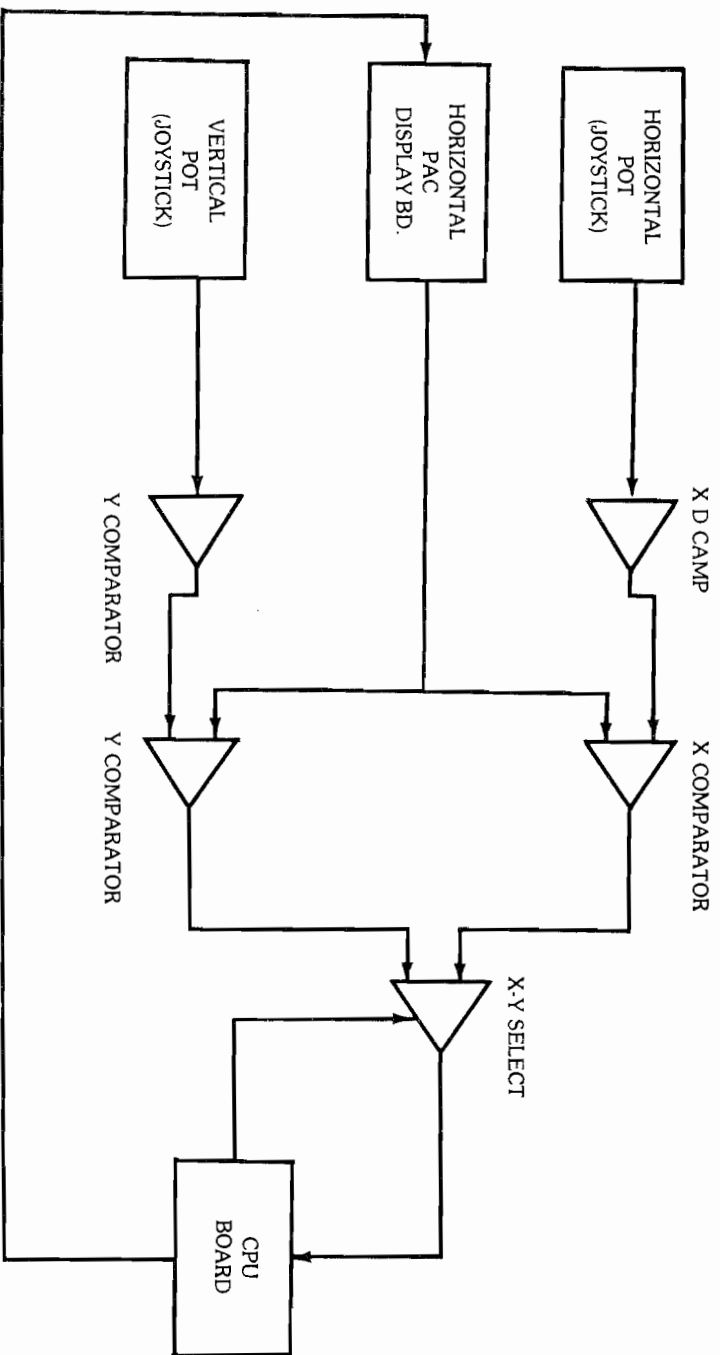 HORIZONTAL
POT
(JOYSTICK)
X D CAMP
X COMPARATOR
HORIZONTAL
PAC
DISPLAY BD.
X-Y SELECT
VERTICAL
POT
(JOYSTICK)
Y COMPARATOR
Y COMPARATOR
CPU
BOARD